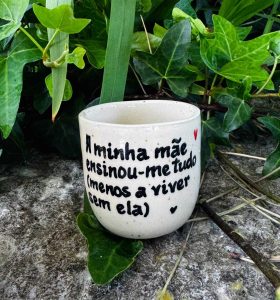 A minha mãe
ensinou-me tudo
(menos a viver
sem ela)